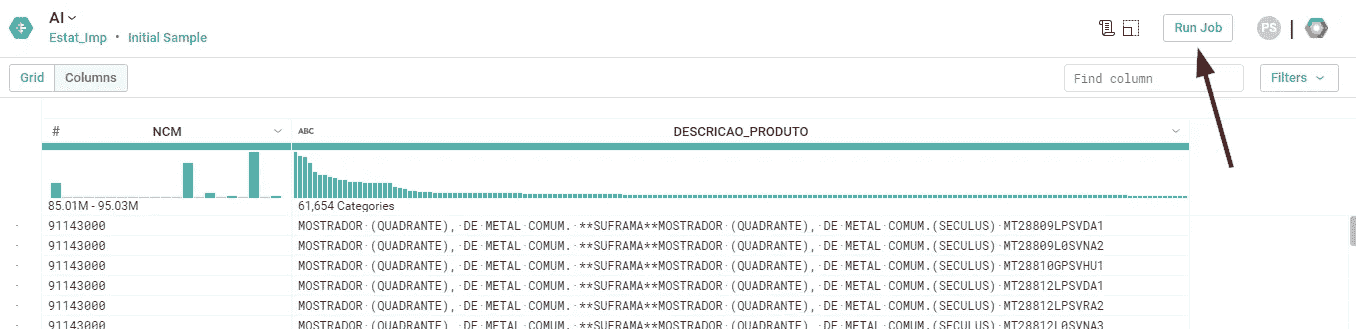 AI
Estat_Imp • Initial Sample
Run Job
PS
Grid Columns
Find column
Filters
# NCM
ABC DESCRICAO_PRODUTO
85.01M - 95.03M
61,654 Categories
91143000 MOSTRADOR·(QUADRANTE),·DE·METAL·COMUM.·**SUFRAMA**MOSTRADOR·(QUADRANTE),·DE·METAL·COMUM.(SECULUS)·MT28809LPSVDA1
91143000 MOSTRADOR·(QUADRANTE),·DE·METAL·COMUM.·**SUFRAMA**MOSTRADOR·(QUADRANTE),·DE·METAL·COMUM.(SECULUS)·MT28809L0SVNA2
91143000 MOSTRADOR·(QUADRANTE),·DE·METAL·COMUM.·**SUFRAMA**MOSTRADOR·(QUADRANTE),·DE·METAL·COMUM.(SECULUS)·MT28810GPSVHU1
91143000 MOSTRADOR·(QUADRANTE),·DE·METAL·COMUM.·**SUFRAMA**MOSTRADOR·(QUADRANTE),·DE·METAL·COMUM.(SECULUS)·MT28812LPSVDA1
91143000 MOSTRADOR·(QUADRANTE),·DE·METAL·COMUM.·**SUFRAMA**MOSTRADOR·(QUADRANTE),·DE·METAL·COMUM.(SECULUS)·MT28812LPSVRA2
91143000 MOSTRADOR·(QUADRANTE),·DE·METAL·COMUM.·**SUFRAMA**MOSTRADOR·(QUADRANTE),·DE·METAL·COMUM.(SECULUS)·MT28812L0SVNA3